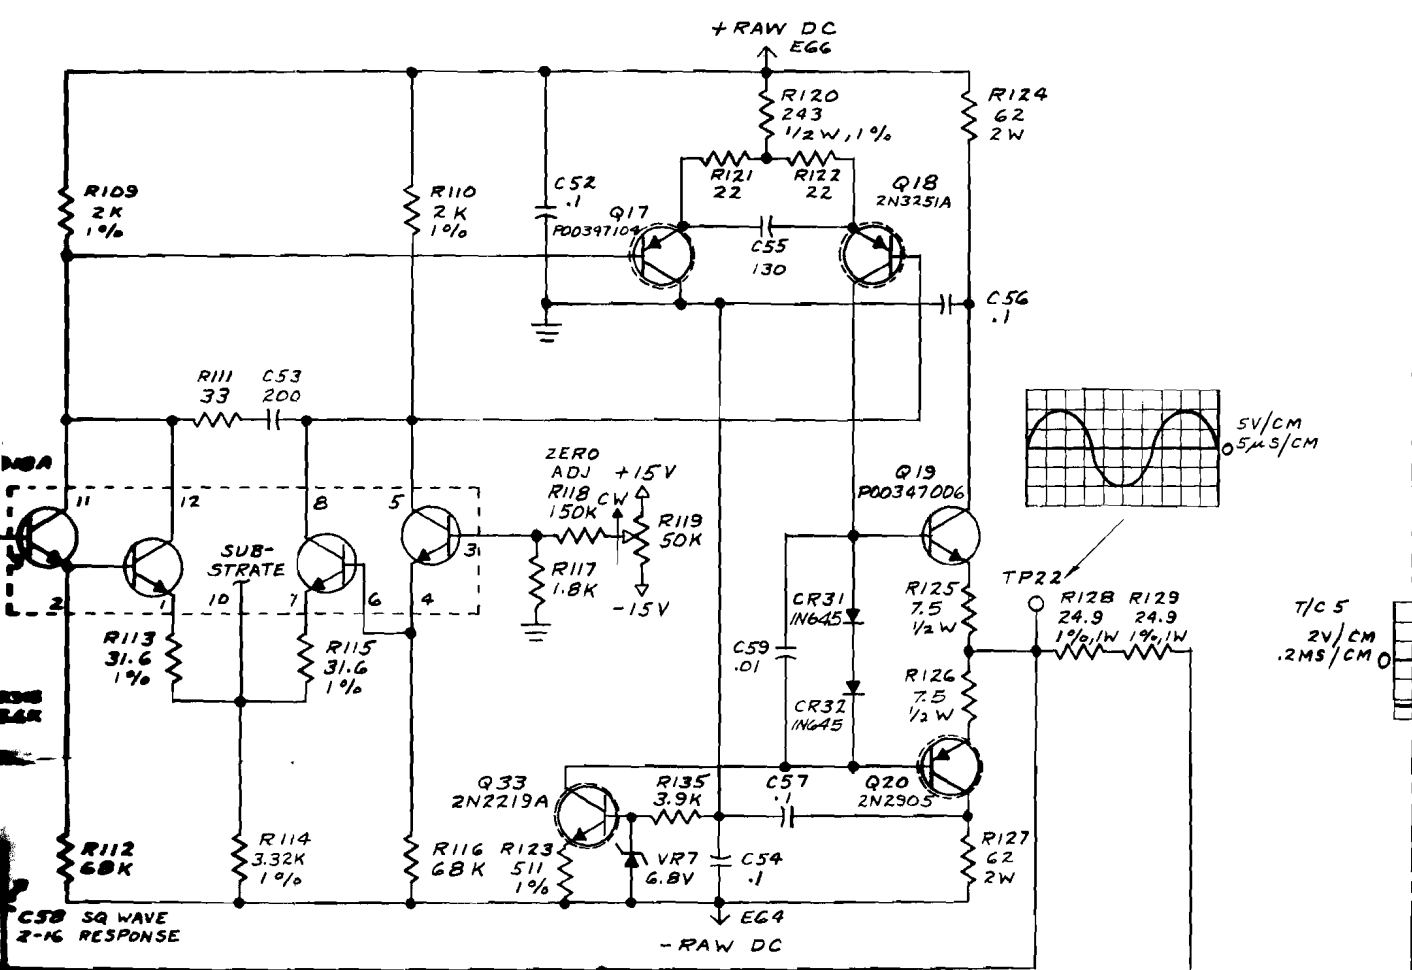 + RAW DC
E66
R120
243
1/2 W, 1%
R124
62
2W
R121
22
R122
22
Q18
2N3251A
R109
2K
1%
R110
2K
1%
C52
.1
Q17
P00397104
C55
130
C56
.1
R111
33
C53
200
5V/CM
5µS/CM
0
ZERO
ADJ
R118
150K
+15V
CW
R119
50K
Q19
P00347006
11
12
8
5
3
SUB-
STRATE
R117
1.8K
-15V
2
1
10
7
6
4
TP22
R128
24.9
1%,1W
R129
24.9
1%,1W
T/C 5
2V/CM
.2MS/CM
0
CR31
1N645
R125
7.5
1/2 W
R113
31.6
1%
R115
31.6
1%
C59
.01
R126
7.5
1/2 W
CR32
1N645
Q33
2N2219A
R135
3.9K
C57
.1
Q20
2N2905
R112
68K
R114
3.32K
1%
R116
68K
R123
511
1%
VR7
6.8V
C54
.1
R127
62
2W
C58 SQ WAVE
2-16 RESPONSE
E64
- RAW DC